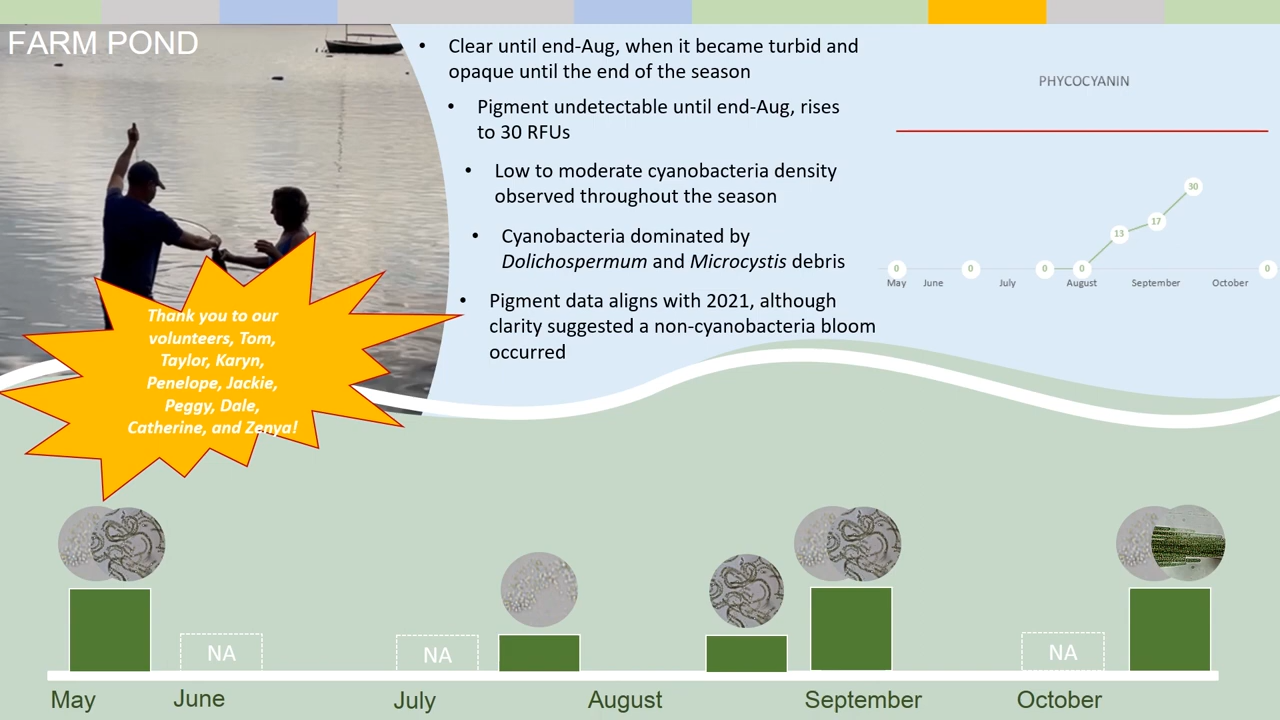 FARM POND
• Clear until end-Aug, when it became turbid and
opaque until the end of the season
• Pigment undetectable until end-Aug, rises
to 30 RFUs
• Low to moderate cyanobacteria density
observed throughout the season
• Cyanobacteria dominated by
Dolichospermum and Microcystis debris
• Pigment data aligns with 2021, although
clarity suggested a non-cyanobacteria bloom
occurred
PHYCOCYANIN
0 0 0 0 13 17 30 0
May June July August September October
Thank you to our
volunteers, Tom,
Taylor, Karyn,
Penelope, Jackie,
Peggy, Dale,
Catherine, and Zenya!
NA NA NA
May June July August September October